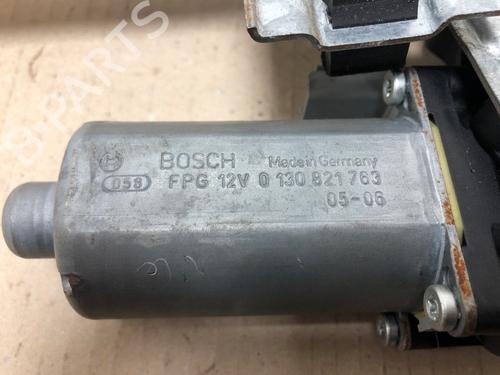 B-PARTS
BOSCH Made in Germany
058 FPG 12V 0 130 821 763
05-06